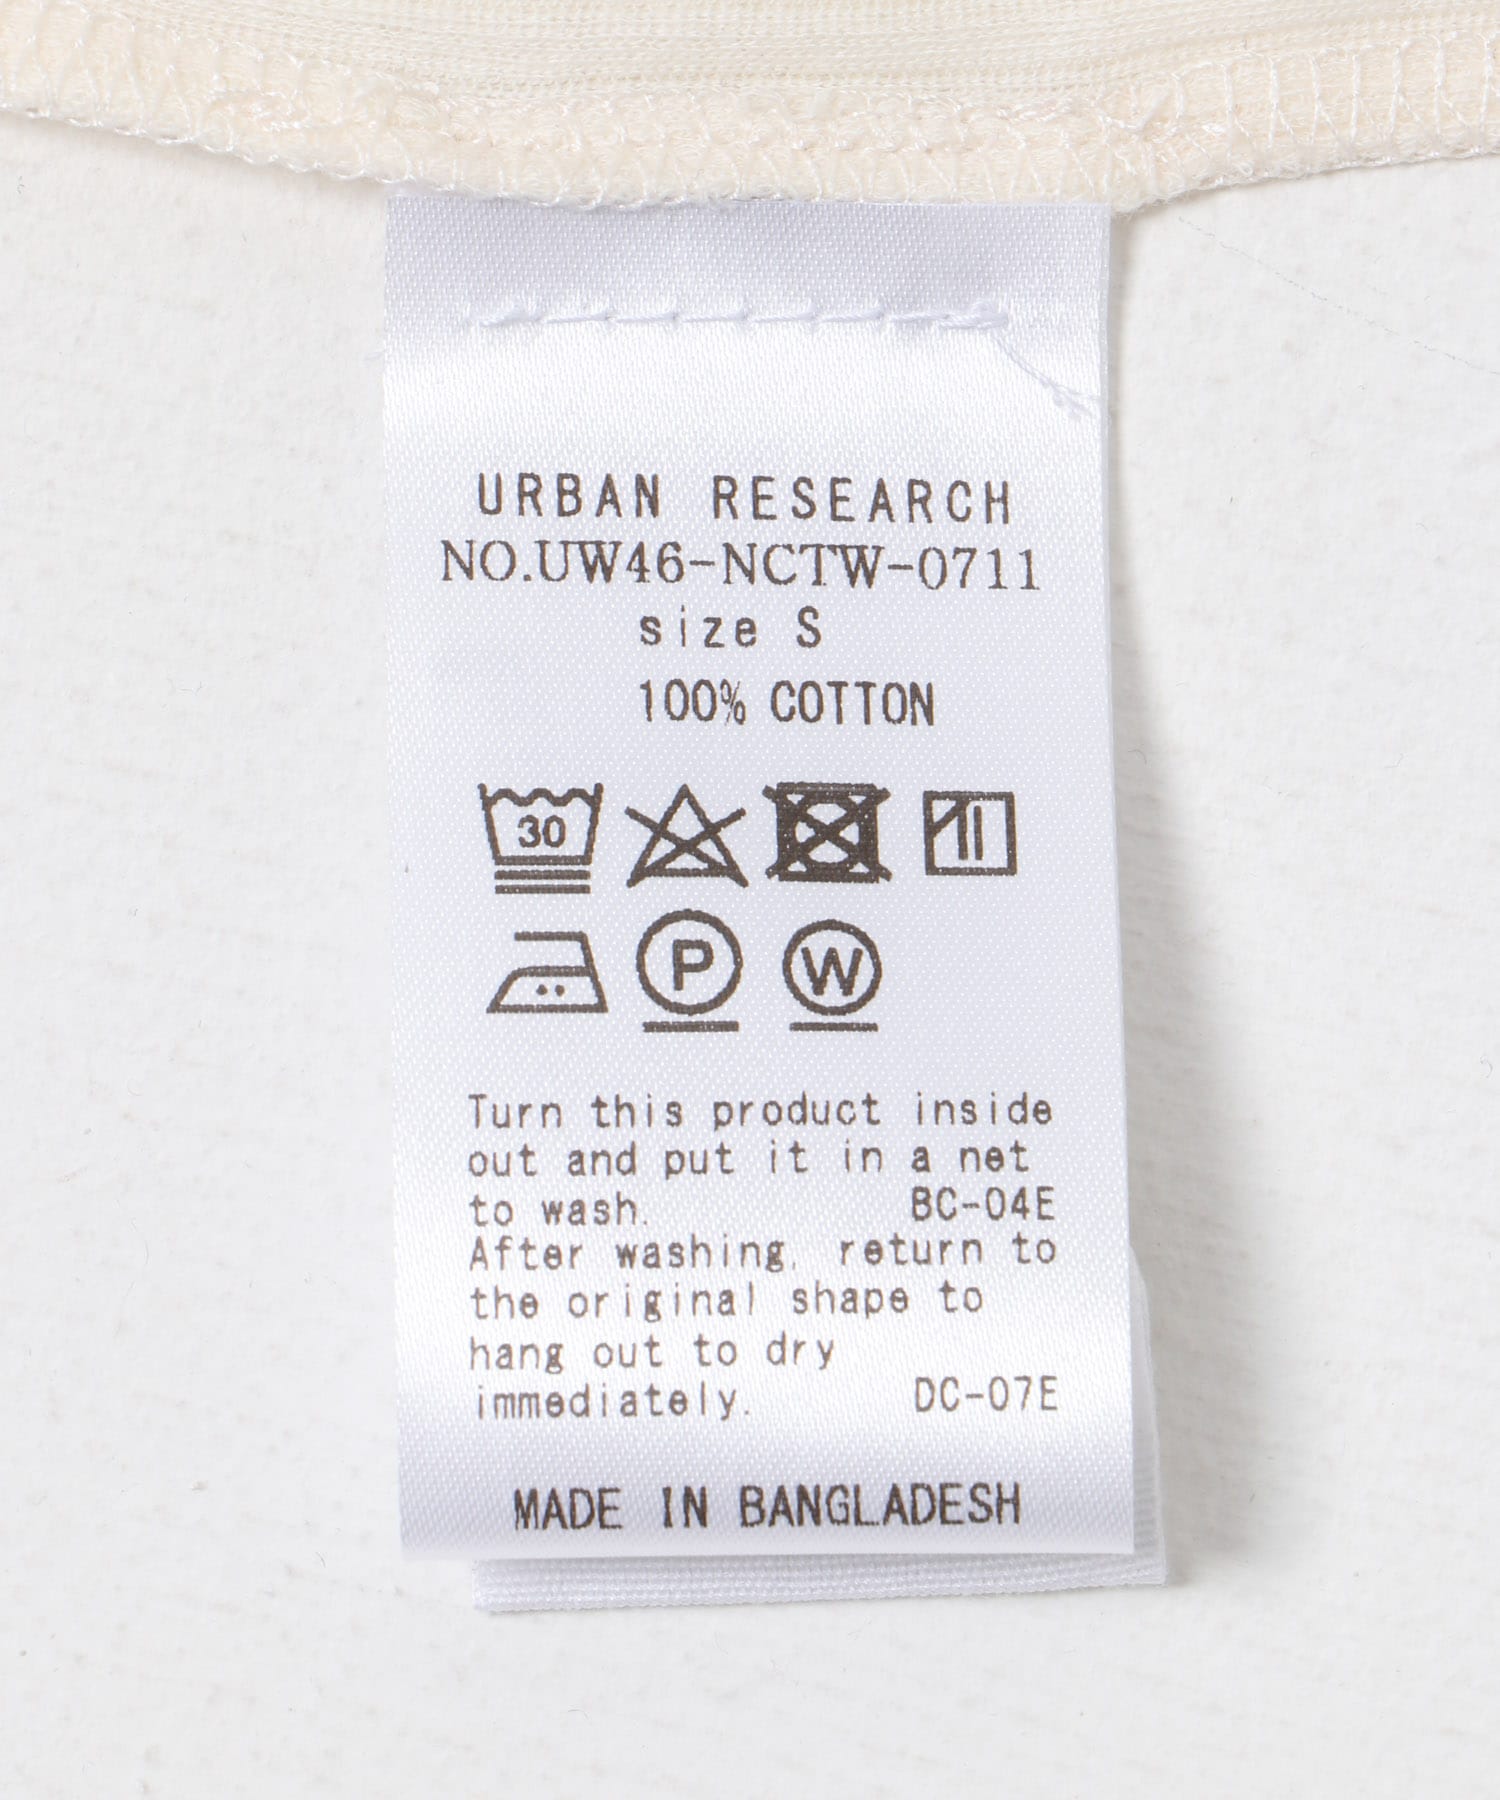 URBAN RESEARCH
NO.UW46-NCTW-0711
size S
100% COTTON
30
P W
Turn this product inside
out and put it in a net
to wash. BC-04E
After washing, return to
the original shape to
hang out to dry
immediately. DC-07E
MADE IN BANGLADESH